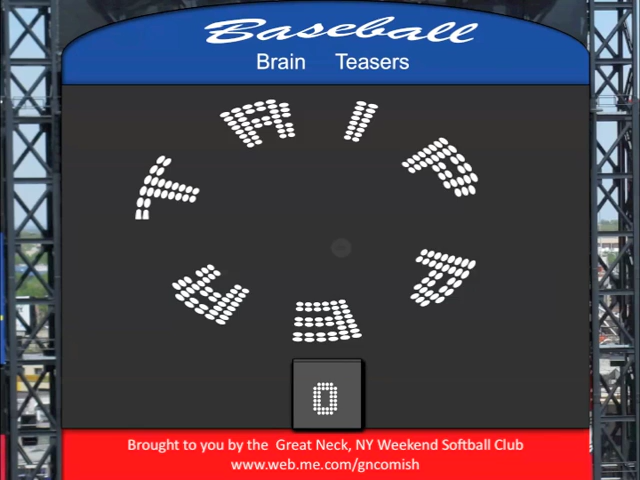 Baseball
Brain Teasers
T A I P
E
0
Brought to you by the Great Neck, NY Weekend Softball Club
www.web.me.com/gncomish